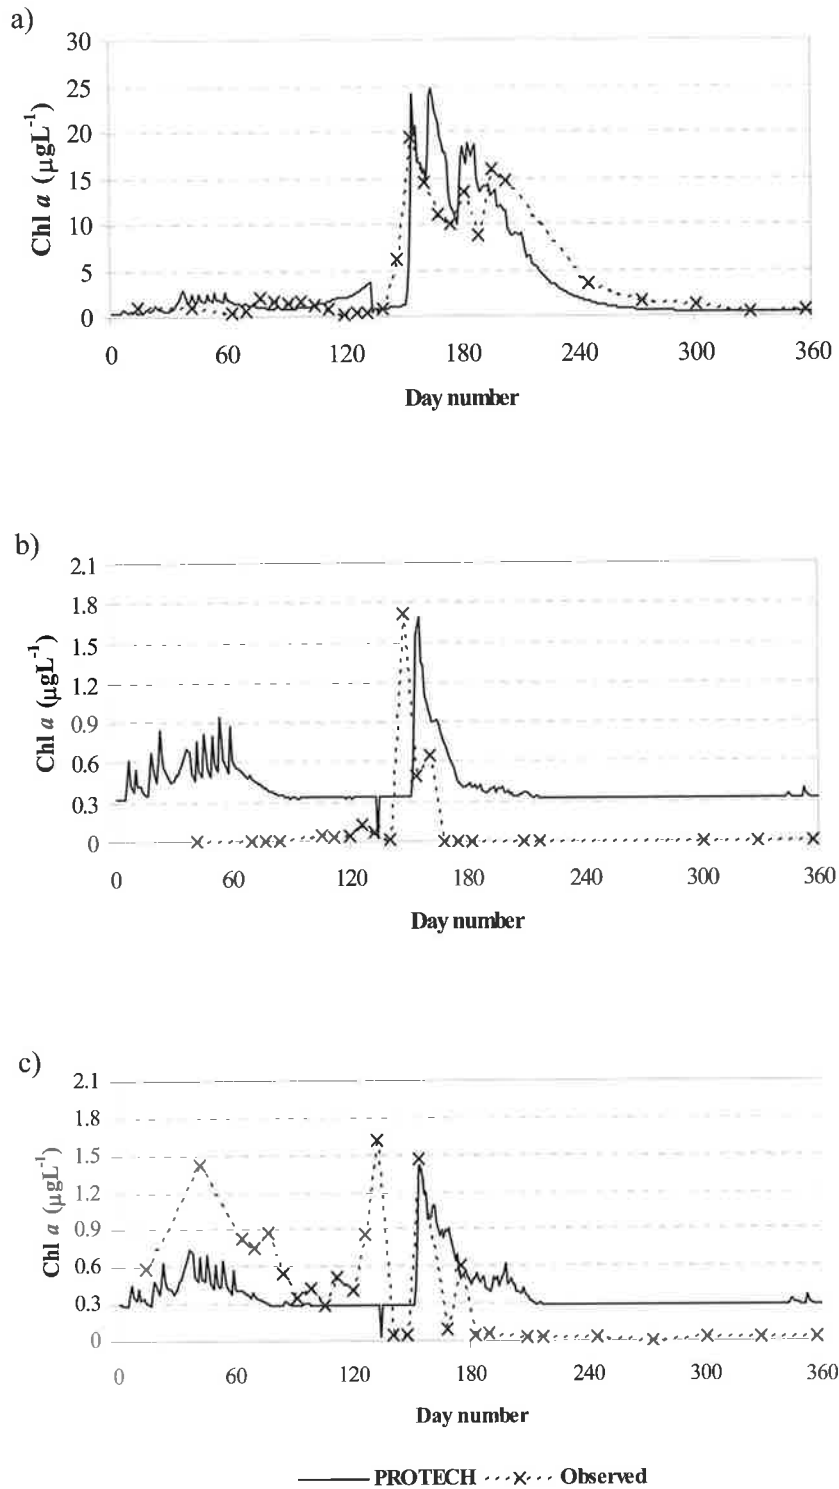 a)
30
25
20
15
10
5
0
Chl a (µgL-1)
0 60 120 180 240 300 360
Day number
b)
2.1
1.8
1.5
1.2
0.9
0.6
0.3
0
Chl a (µgL-1)
0 60 120 180 240 300 360
Day number
c)
2.1
1.8
1.5
1.2
0.9
0.6
0.3
0
Chl a (µgL-1)
0 60 120 180 240 300 360
Day number
PROTECH Observed